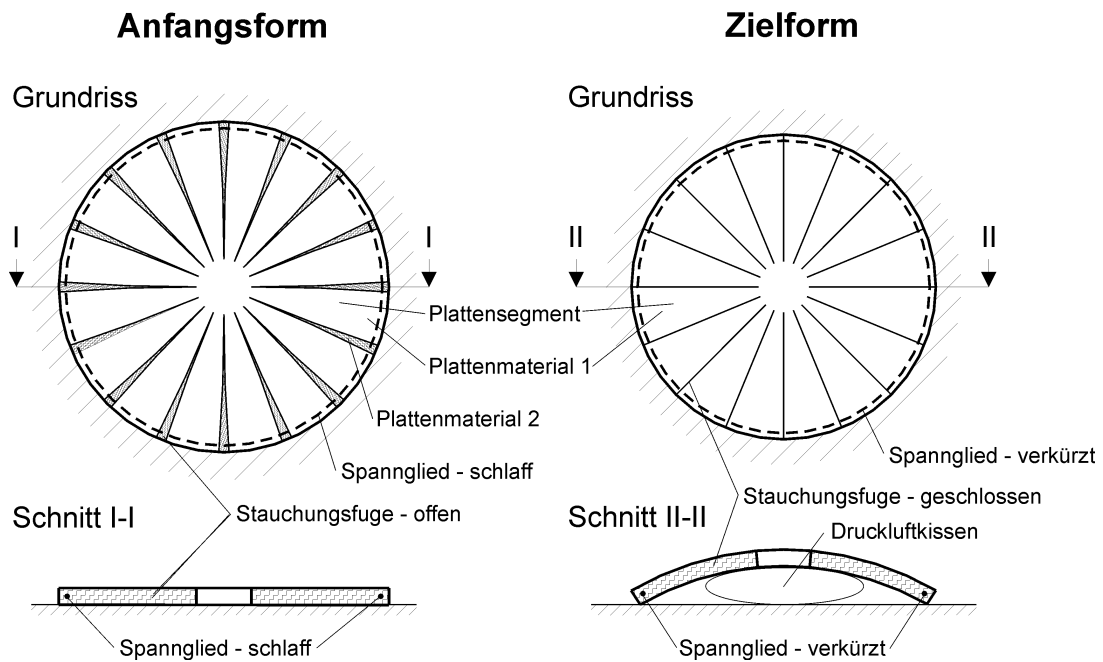 Anfangsform
Zielform
Grundriss
Grundriss
I
I
II
II
Plattensegment
Plattenmaterial 1
Plattenmaterial 2
Spannglied - schlaff
Spannglied - verkürzt
Stauchungsfuge - offen
Stauchungsfuge - geschlossen
Schnitt I-I
Schnitt II-II
Druckluftkissen
Spannglied - schlaff
Spannglied - verkürzt